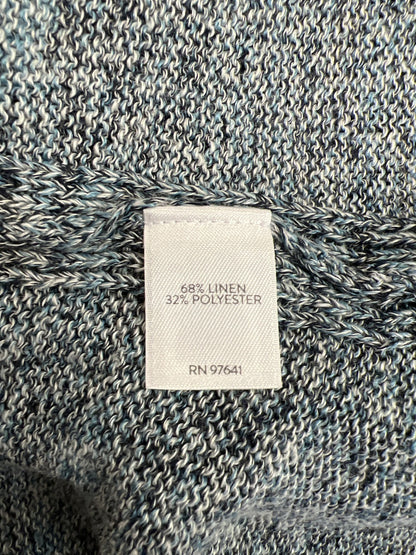 68% LINEN
32% POLYESTER
RN 97641